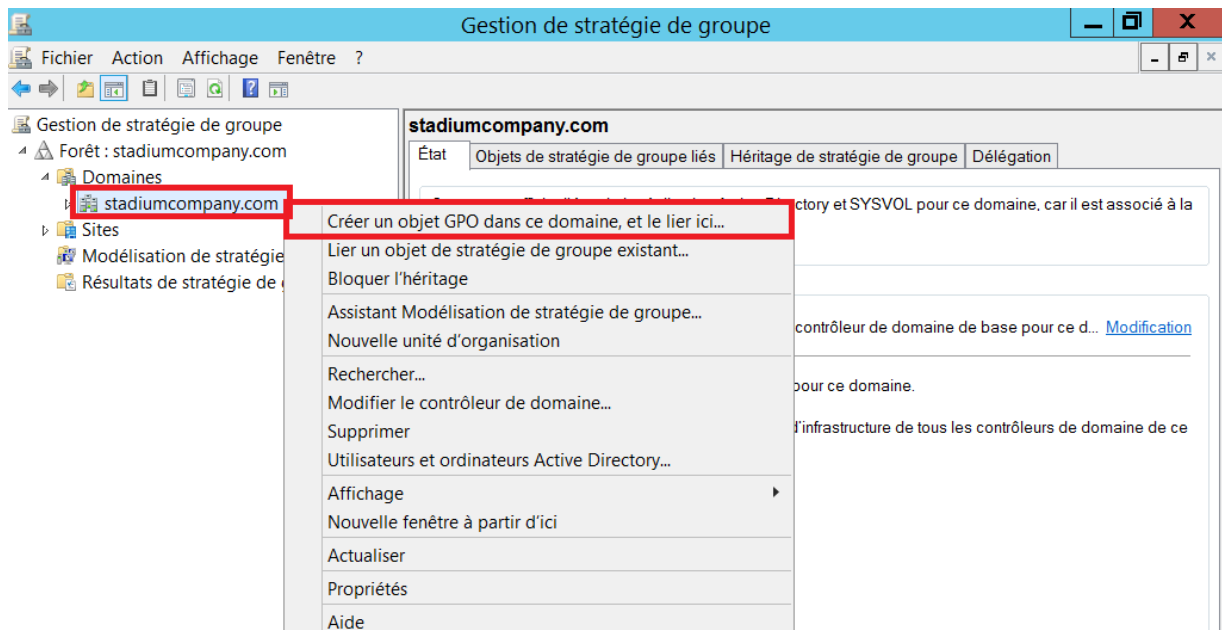 Gestion de stratégie de groupe
Fichier Action Affichage Fenêtre ?
Gestion de stratégie de groupe
Forêt : stadiumcompany.com
Domaines
stadiumcompany.com
Sites
Modélisation de stratégie
Résultats de stratégie de
stadiumcompany.com
État Objets de stratégie de groupe liés Héritage de stratégie de groupe Délégation
ctory et SYSVOL pour ce domaine, car il est associé à la
Créer un objet GPO dans ce domaine, et le lier ici...
Lier un objet de stratégie de groupe existant...
Bloquer l'héritage
Assistant Modélisation de stratégie de groupe...
Nouvelle unité d'organisation
Rechercher...
Modifier le contrôleur de domaine...
Supprimer
Utilisateurs et ordinateurs Active Directory...
Affichage
Nouvelle fenêtre à partir d'ici
Actualiser
Propriétés
Aide
contrôleur de domaine de base pour ce d... Modification
pour ce domaine.
d'infrastructure de tous les contrôleurs de domaine de ce